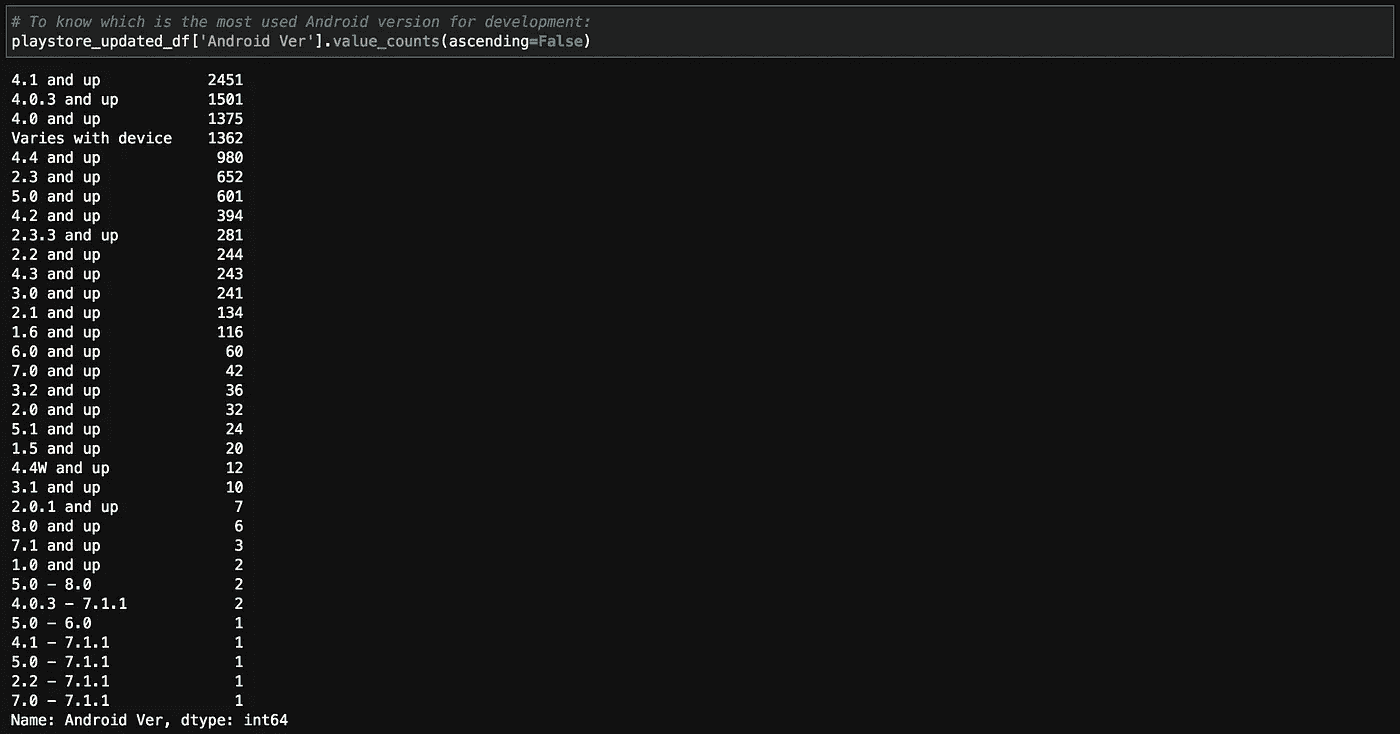 # To know which is the most used Android version for development:
playstore_updated_df['Android Ver'].value_counts(ascending=False)
4.1 and up 2451
4.0.3 and up 1501
4.0 and up 1375
Varies with device 1362
4.4 and up 980
2.3 and up 652
5.0 and up 601
4.2 and up 394
2.3.3 and up 281
2.2 and up 244
4.3 and up 243
3.0 and up 241
2.1 and up 134
1.6 and up 116
6.0 and up 60
7.0 and up 42
3.2 and up 36
2.0 and up 32
5.1 and up 24
1.5 and up 20
4.4W and up 12
3.1 and up 10
2.0.1 and up 7
8.0 and up 6
7.1 and up 3
1.0 and up 2
5.0 - 8.0 2
4.0.3 - 7.1.1 2
5.0 - 6.0 1
4.1 - 7.1.1 1
5.0 - 7.1.1 1
2.2 - 7.1.1 1
7.0 - 7.1.1 1
Name: Android Ver, dtype: int64